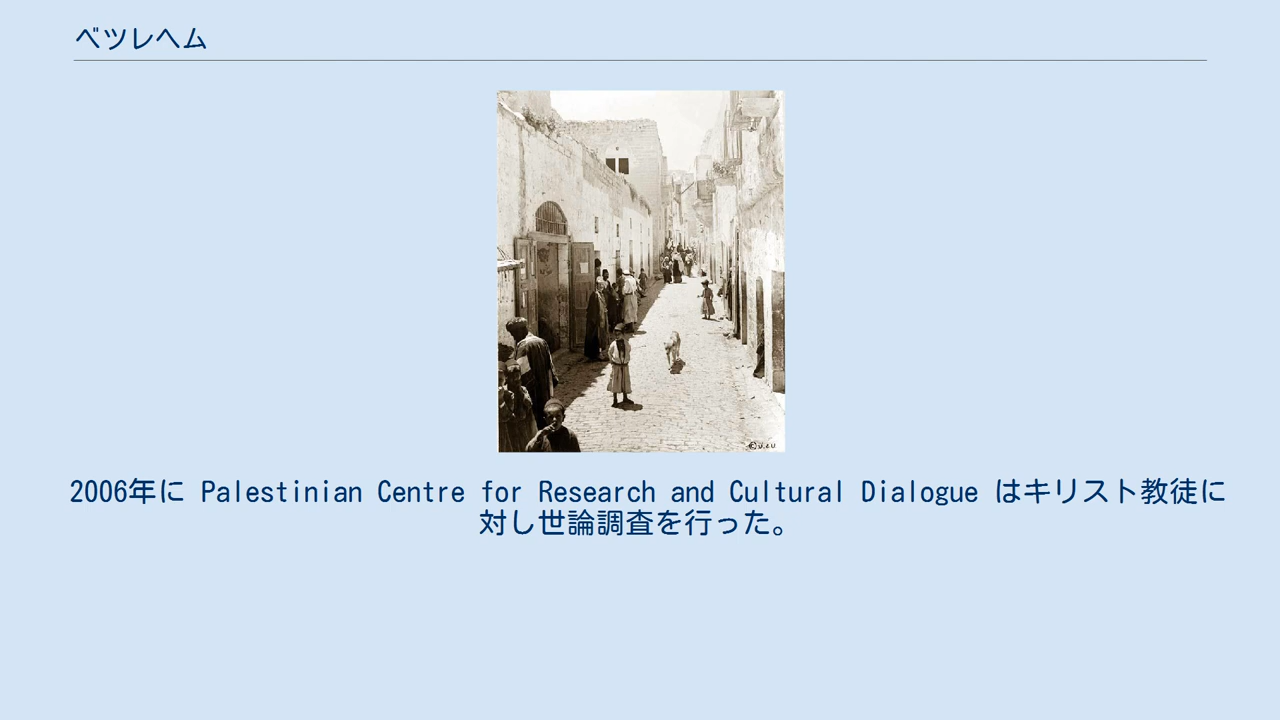 ベツレヘム
2006年に Palestinian Centre for Research and Cultural Dialogue はキリスト教徒に
対し世論調査を行った。